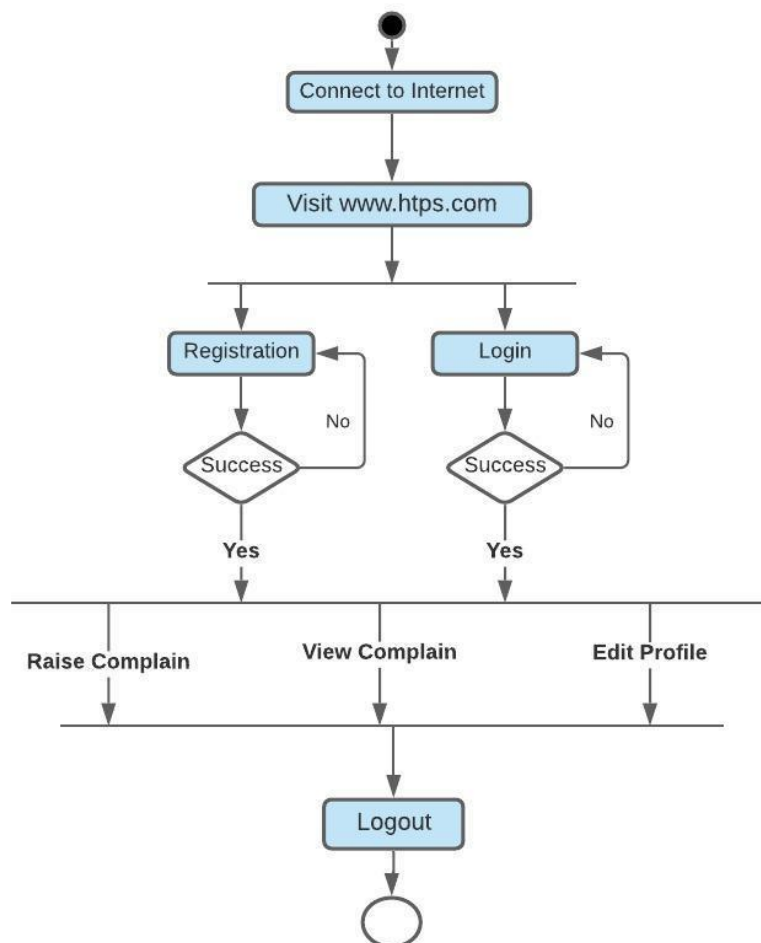 Connect to Internet
Visit www.htps.com
Registration
Login
No
No
Success
Success
Yes
Yes
Raise Complain
View Complain
Edit Profile
Logout